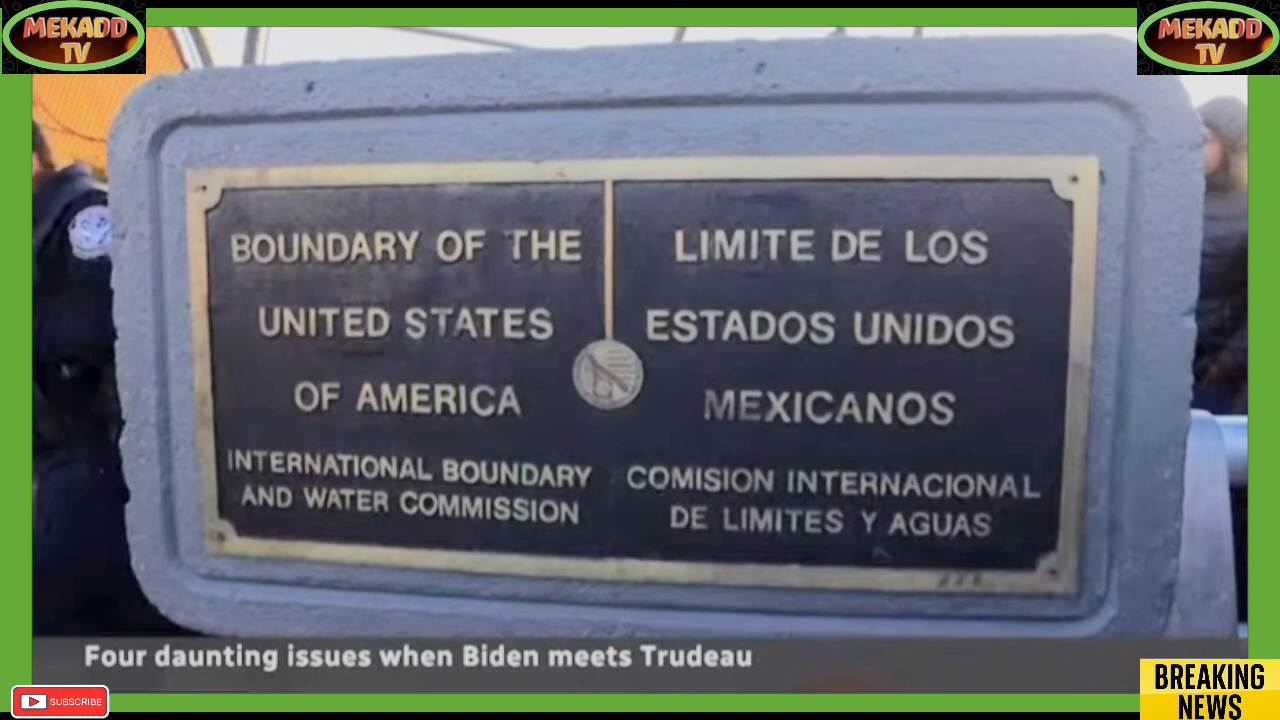 MEKADD
TV
MEKADD
TV
BOUNDARY OF THE
UNITED STATES
OF AMERICA
INTERNATIONAL BOUNDARY
AND WATER COMMISSION
LIMITE DE LOS
ESTADOS UNIDOS
MEXICANOS
COMISION INTERNACIONAL
DE LIMITES Y AGUAS
Four daunting issues when Biden meets Trudeau
SUBSCRIBE
BREAKING
NEWS